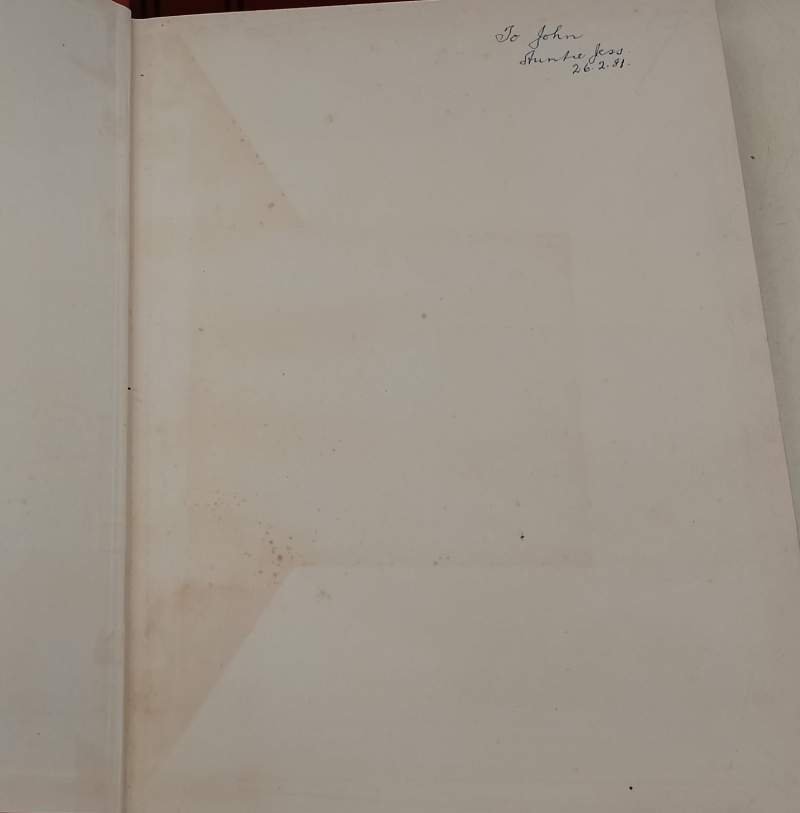 To John
Auntie Jess.
26.2.81.